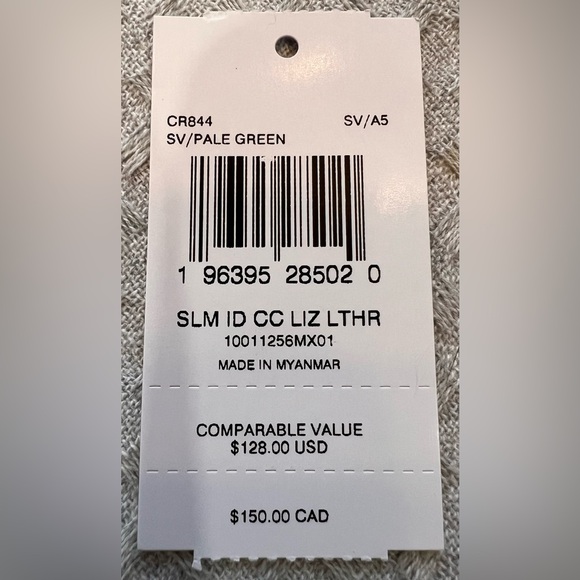 CR844 SV/A5
SV/PALE GREEN
1 96395 28502 0
SLM ID CC LIZ LTHR
10011256MX01
MADE IN MYANMAR
COMPARABLE VALUE
$128.00 USD
$150.00 CAD